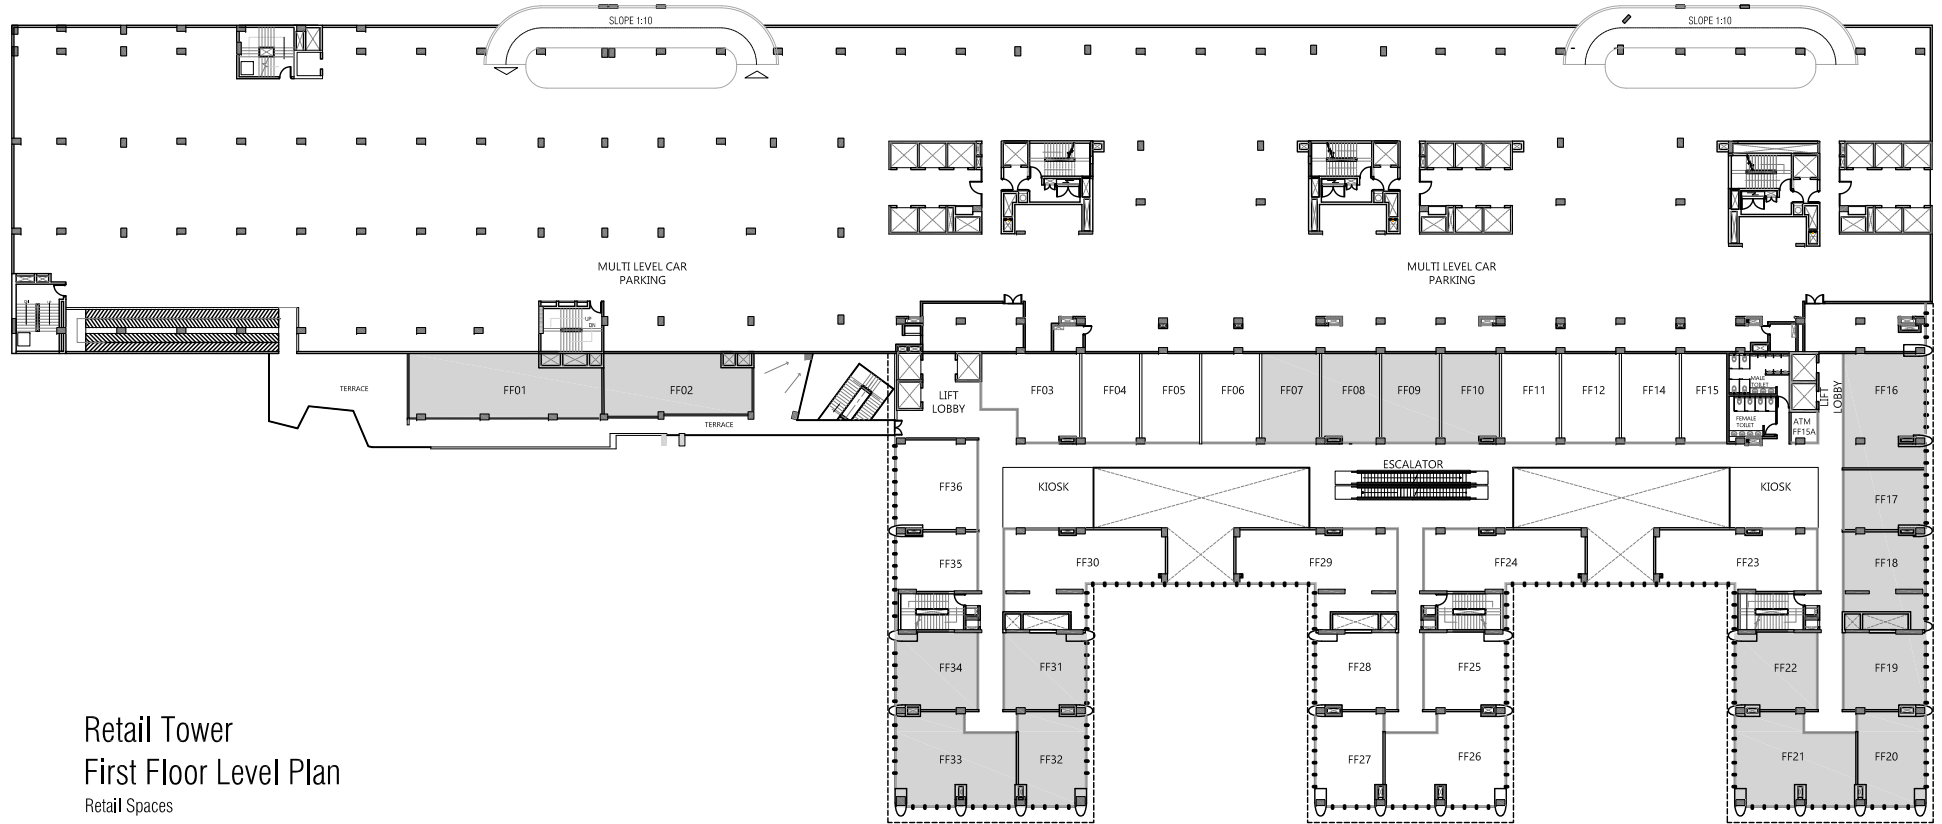 SLOPE 1:10
SLOPE 1:10
MULTI LEVEL CAR
PARKING
MULTI LEVEL CAR
PARKING
UP
DN
TERRACE
FF01
FF02
TERRACE
LIFT
LOBBY
FF03
FF04
FF05
FF06
FF07
FF08
FF09
FF10
FF11
FF12
FF14
FF15
MALE
TOILET
FEMALE
TOILET
ATM
FF15A
LIFT
LOBBY
FF16
FF36
KIOSK
ESCALATOR
KIOSK
FF17
FF35
FF30
FF29
FF24
FF23
FF18
FF34
FF31
FF28
FF25
FF22
FF19
FF33
FF32
FF27
FF26
FF21
FF20
Retail Tower
First Floor Level Plan
Retail Spaces